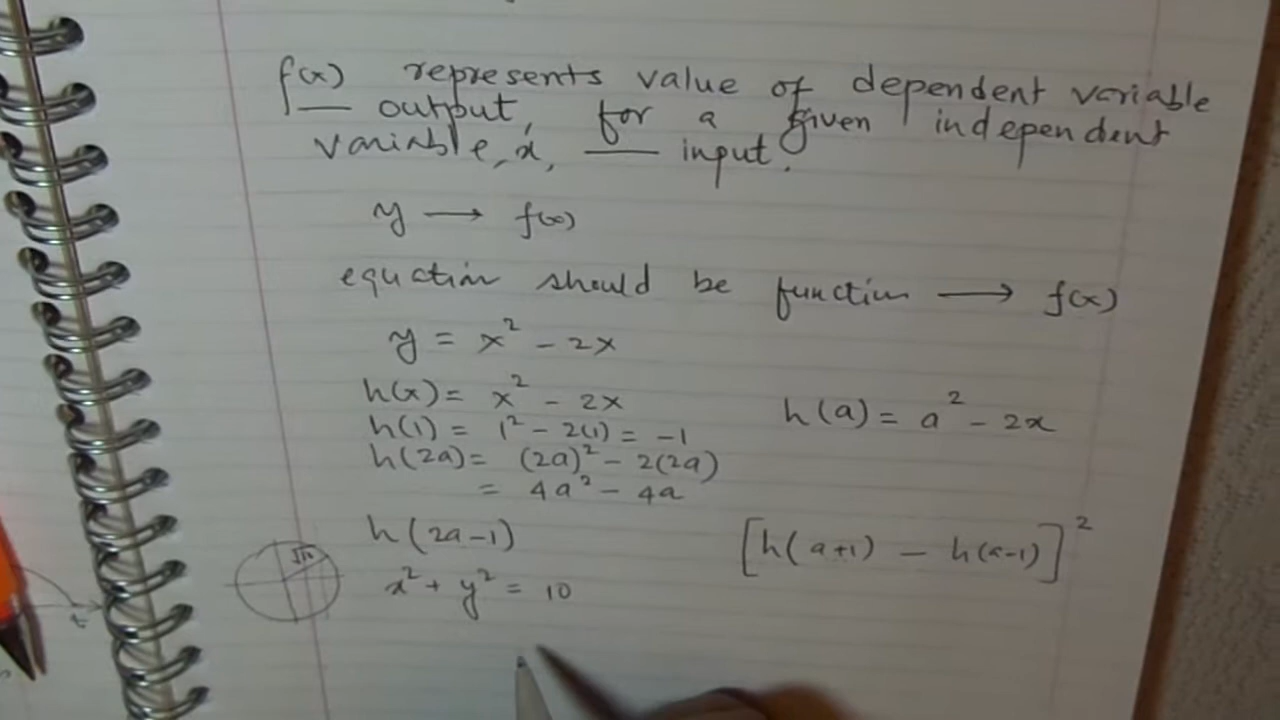 f(x) represents value of dependent variable
— output, for a given independent
variable, x, — input.
y → f(x)
equation should be function → f(x)
y = x² - 2x
h(x) = x² - 2x
h(a) = a² - 2x
h(1) = 1² - 2(1) = -1
h(2a) = (2a)² - 2(2a)
= 4a² - 4a
h(2a-1)
[h(a+1) - h(a-1)]²
√10
x² + y² = 10
t